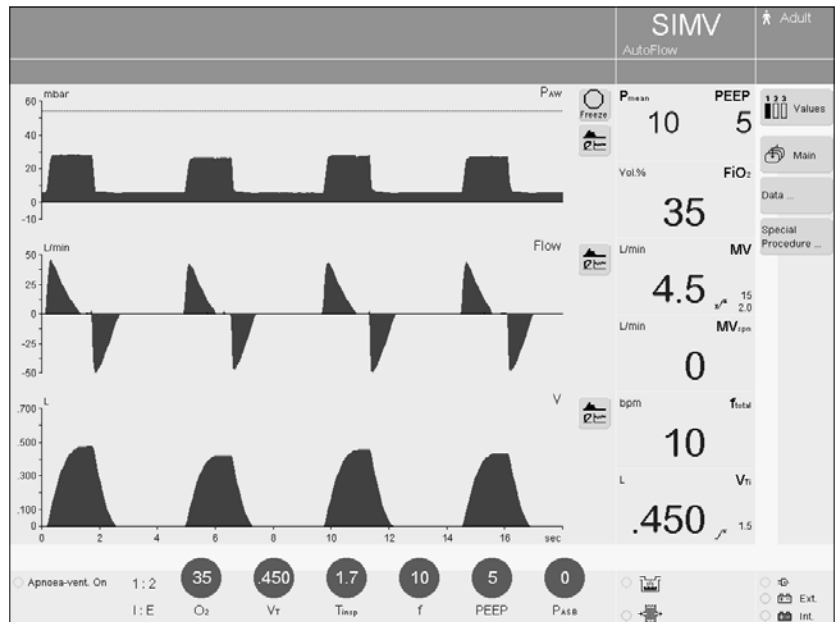 SIMV
Adult
AutoFlow
mbar
PAW
60
40
20
0
-10
Freeze
Pmean PEEP
10 5
1 2 3
Values
Main
Vol.% FiO2
35
Data ...
Special
Procedure ...
L/min
Flow
50
25
0
-25
-50
L/min MV
4.5 15
2.0
L/min MVspn
0
L
V
.700
.500
.300
.100
0
0 2 4 6 8 10 12 14 16 sec
bpm ftotal
10
L VTi
.450 1.5
Apnoea-vent. On
1 : 2 35 .450 1.7 10 5 0
I : E O2 VT Tinsp f PEEP PASB
Ext.
Int.